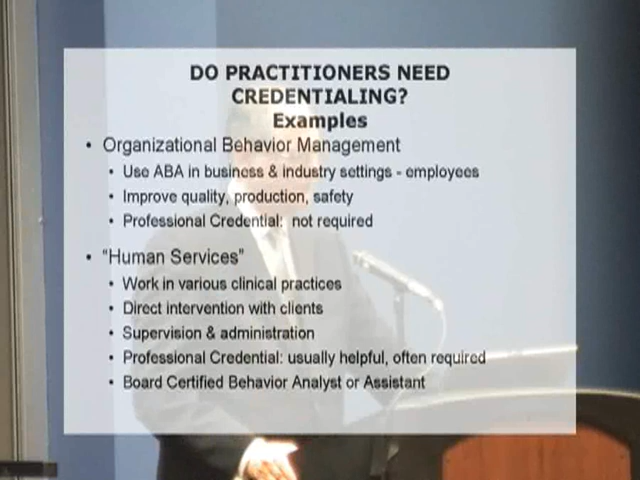 DO PRACTITIONERS NEED
CREDENTIALING?
Examples
• Organizational Behavior Management
• Use ABA in business & industry settings - employees
• Improve quality, production, safety
• Professional Credential: not required
• "Human Services"
• Work in various clinical practices
• Direct intervention with clients
• Supervision & administration
• Professional Credential: usually helpful, often required
• Board Certified Behavior Analyst or Assistant